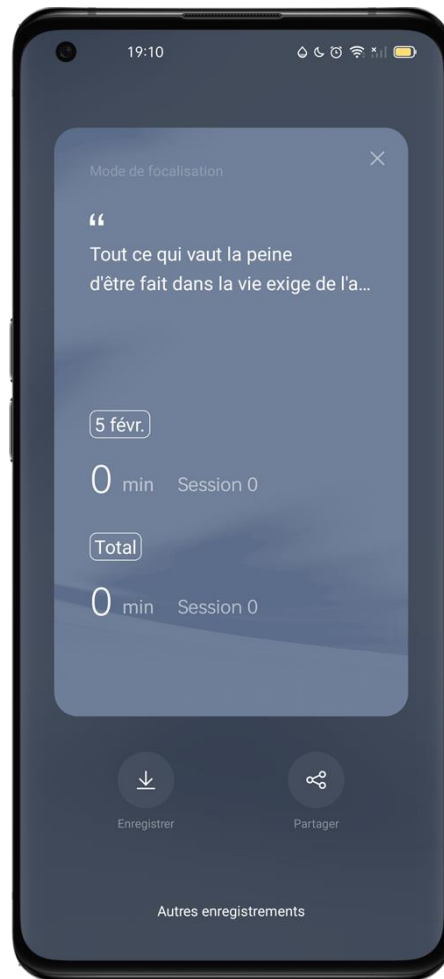 19:10
Mode de focalisation
“
Tout ce qui vaut la peine
d'être fait dans la vie exige de l'a...
5 févr.
0 min Session 0
Total
0 min Session 0
Enregistrer
Partager
Autres enregistrements